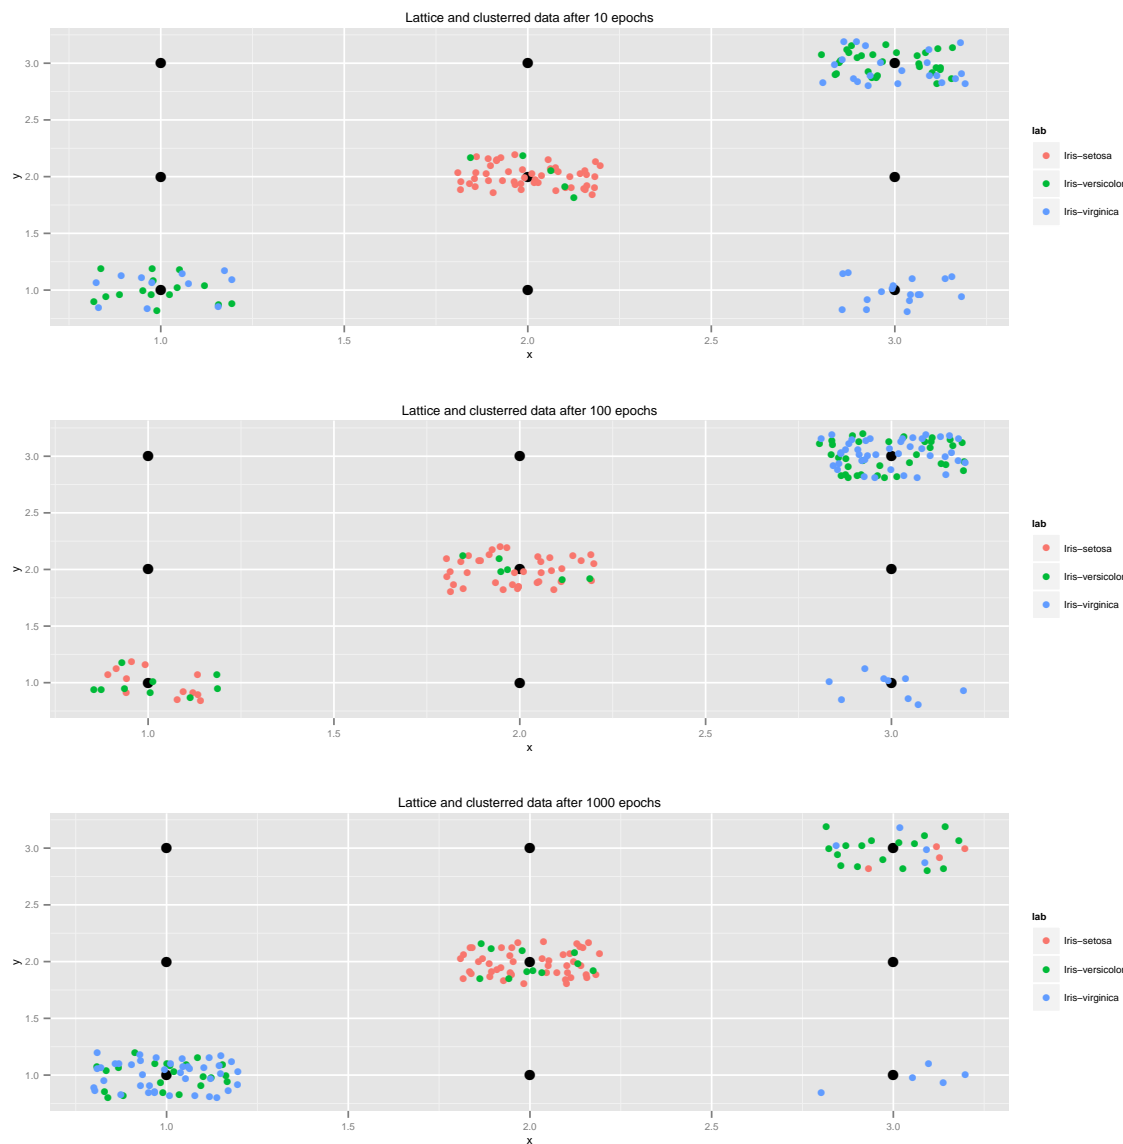 Lattice and clusterred data after 10 epochs
3.0
2.5
2.0
1.5
1.0
y
1.0 1.5 2.0 2.5 3.0
x
lab
Iris−setosa
Iris−versicolor
Iris−virginica
Lattice and clusterred data after 100 epochs
3.0
2.5
2.0
1.5
1.0
y
1.0 1.5 2.0 2.5 3.0
x
lab
Iris−setosa
Iris−versicolor
Iris−virginica
Lattice and clusterred data after 1000 epochs
3.0
2.5
2.0
1.5
1.0
y
1.0 1.5 2.0 2.5 3.0
x
lab
Iris−setosa
Iris−versicolor
Iris−virginica